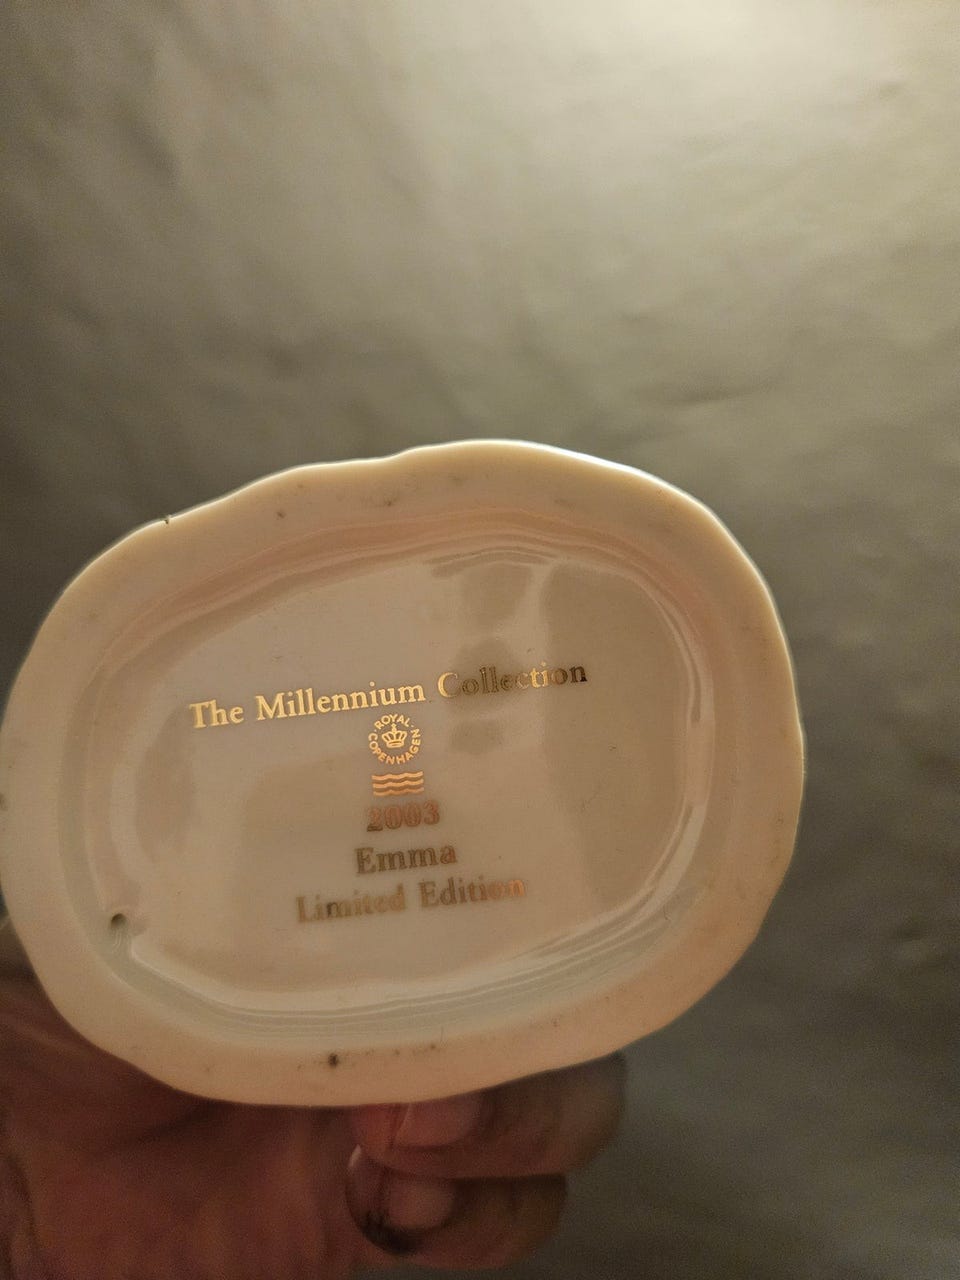 The Millennium Collection
ROYAL COPENHAGEN
2003
Emma
Limited Edition